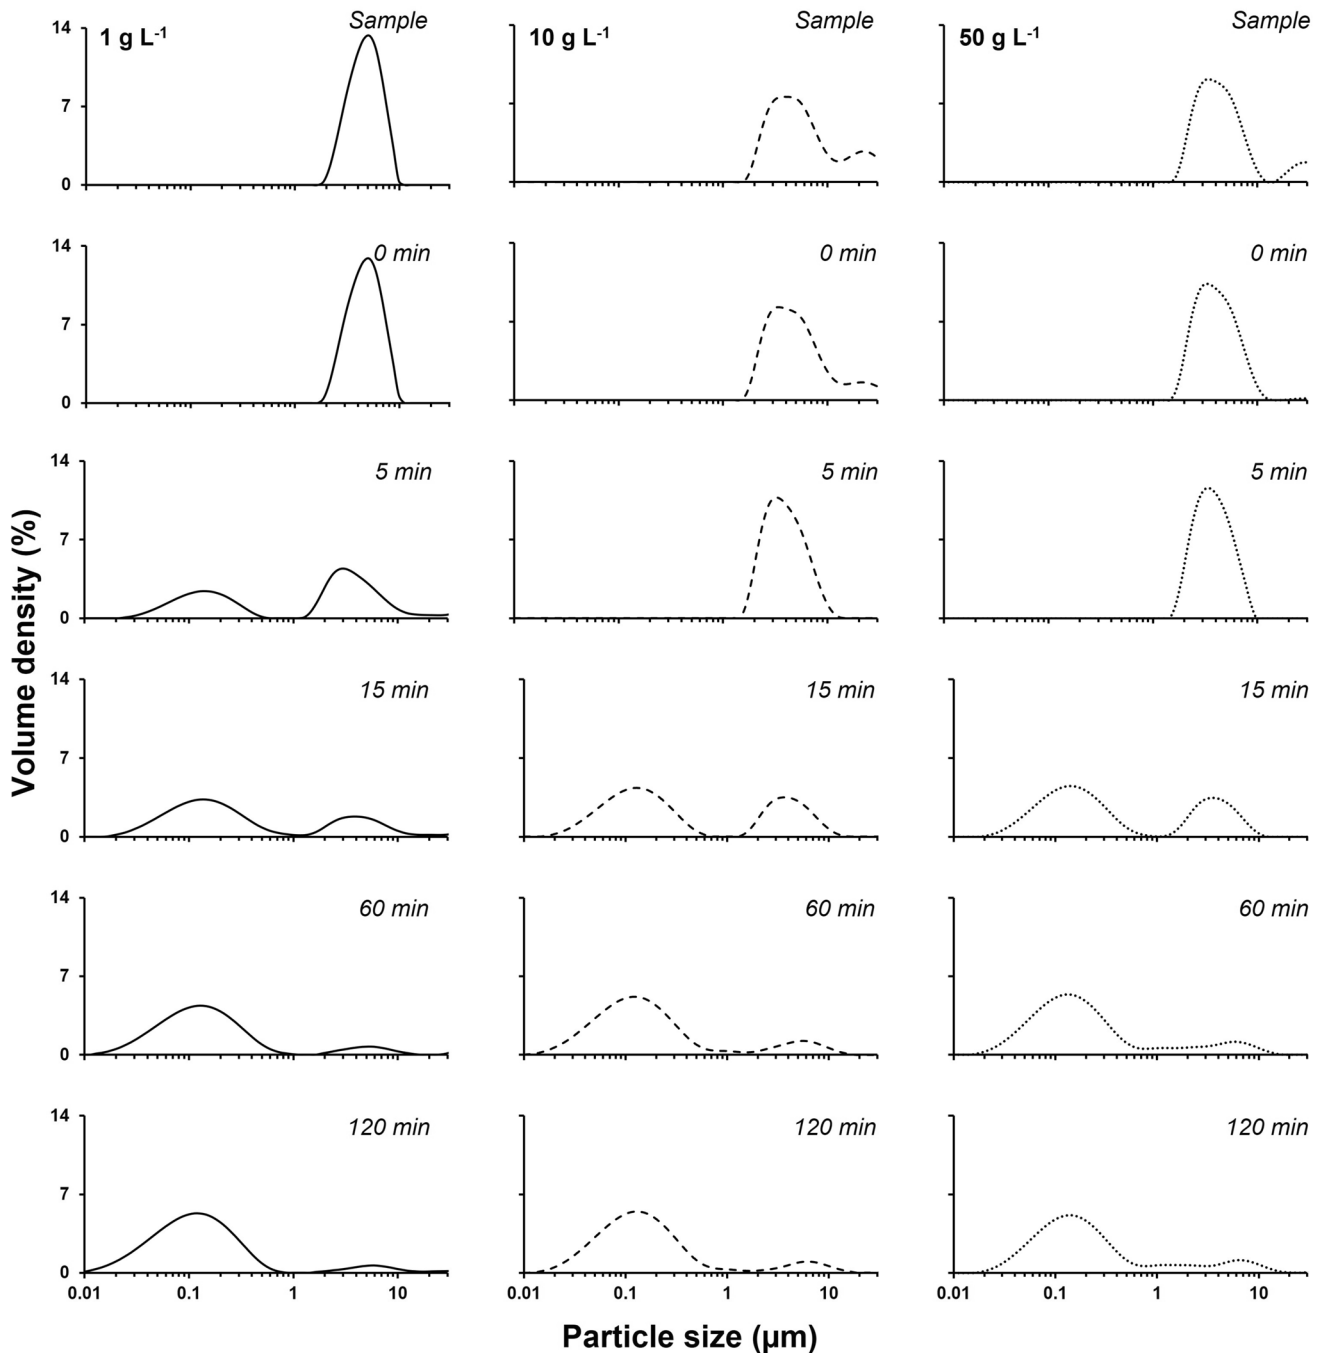 Sample Sample Sample
14 1 g L-1 10 g L-1 50 g L-1
7
0
14 0 min 0 min 0 min
7
0
14 5 min 5 min 5 min
7
0
14 15 min 15 min 15 min
7
0
14 60 min 60 min 60 min
7
0
14 120 min 120 min 120 min
7
0
0.01 0.1 1 10 0.01 0.1 1 10 0.01 0.1 1 10
Volume density (%)
Particle size (μm)